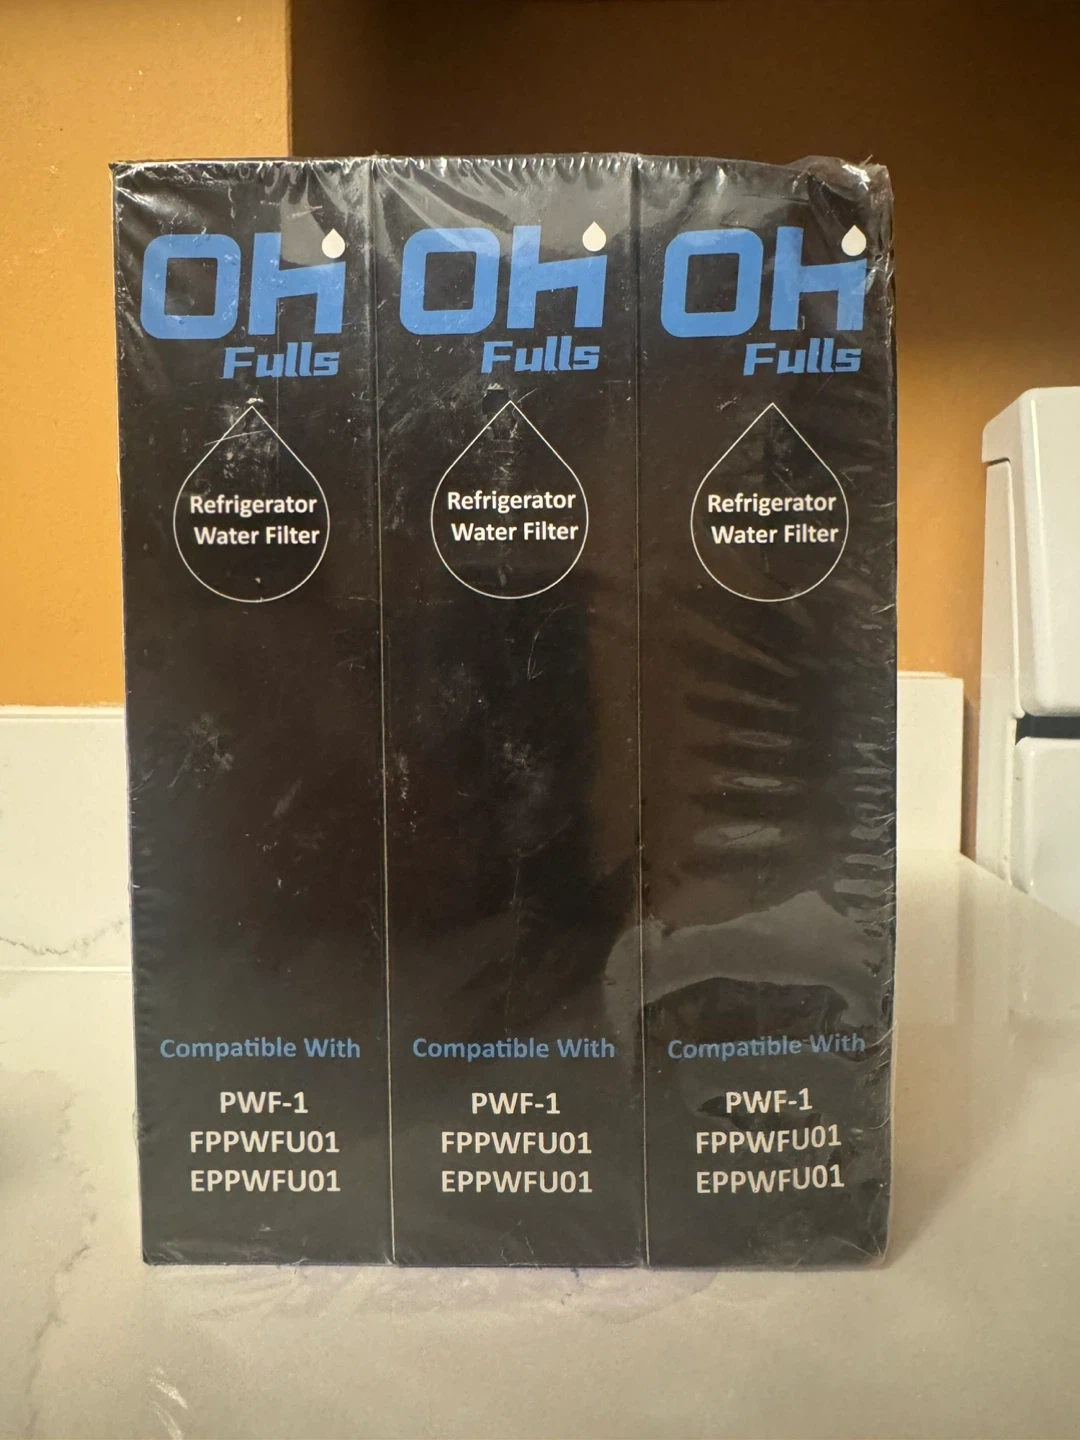 Oh
Fulls
Refrigerator
Water Filter
Compatible With
PWF-1
FPPWFU01
EPPWFU01
Oh
Fulls
Refrigerator
Water Filter
Compatible With
PWF-1
FPPWFU01
EPPWFU01
Oh
Fulls
Refrigerator
Water Filter
Compatible With
PWF-1
FPPWFU01
EPPWFU01